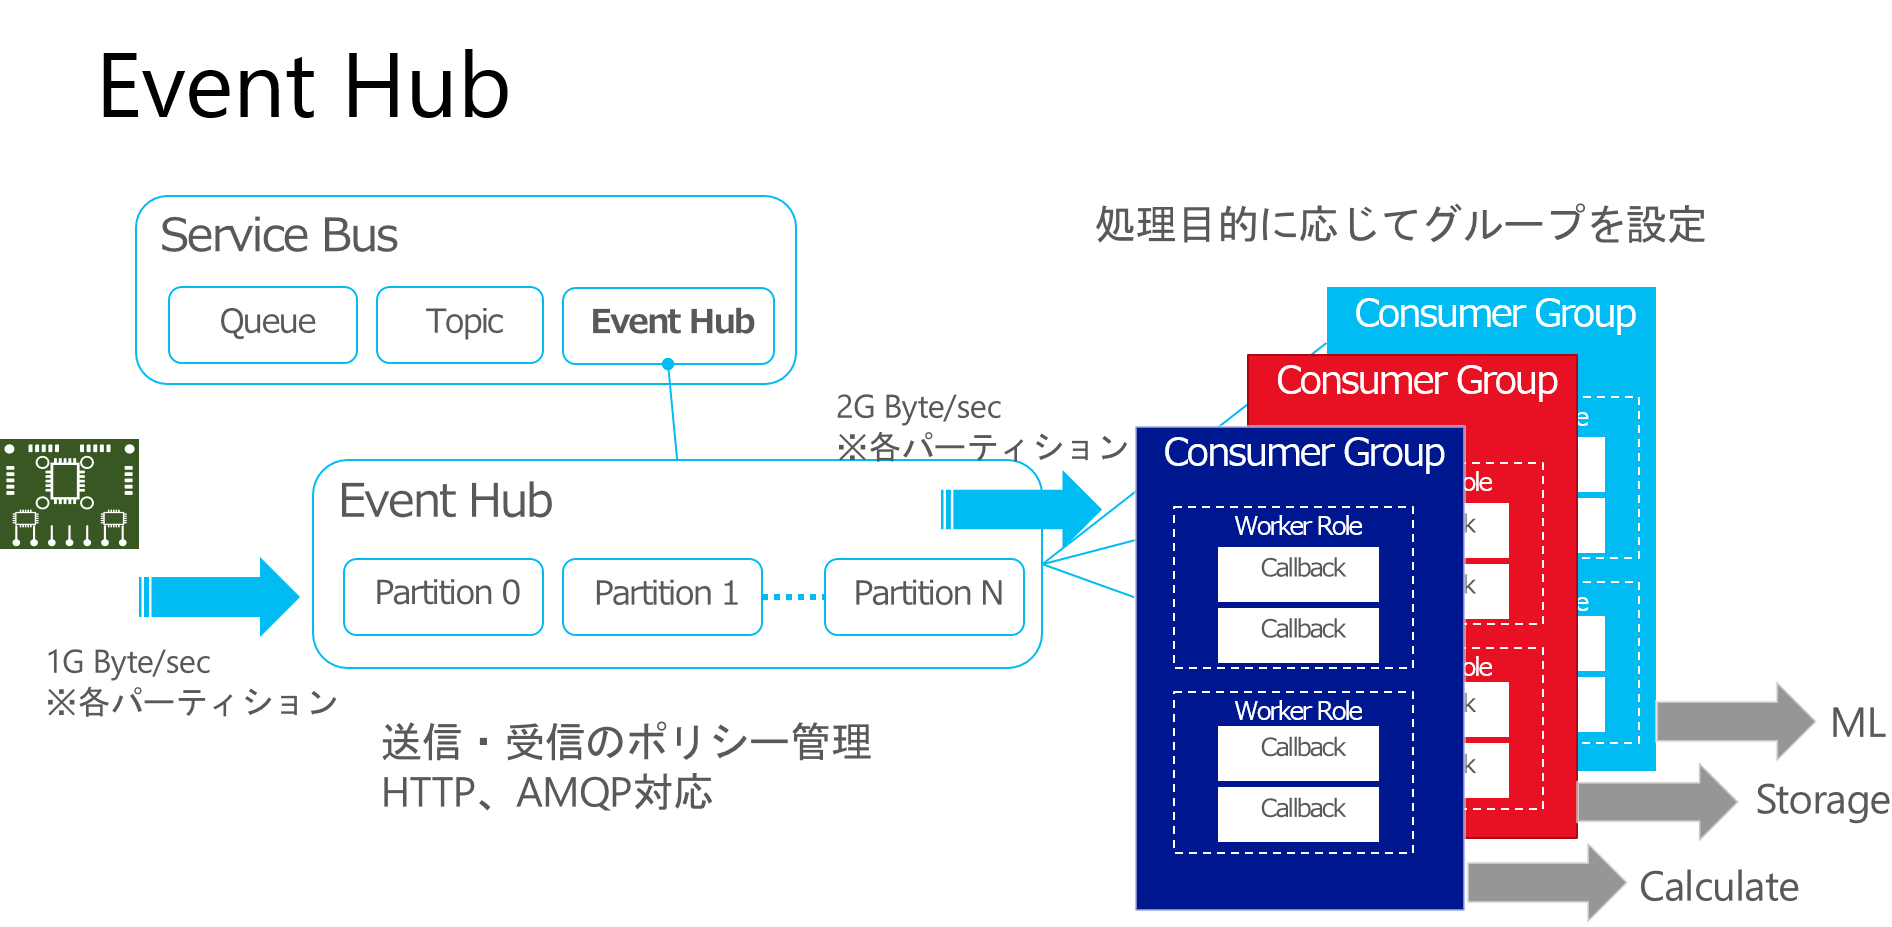 Event Hub
Service Bus
Queue
Topic
Event Hub
処理目的に応じてグループを設定
1G Byte/sec
※各パーティション
Event Hub
Partition 0
Partition 1
Partition N
2G Byte/sec
※各パーティション
送信・受信のポリシー管理
HTTP、AMQP対応
Consumer Group
e
e
Consumer Group
ole
k
k
ole
k
k
Consumer Group
Worker Role
Callback
Callback
Worker Role
Callback
Callback
ML
Storage
Calculate